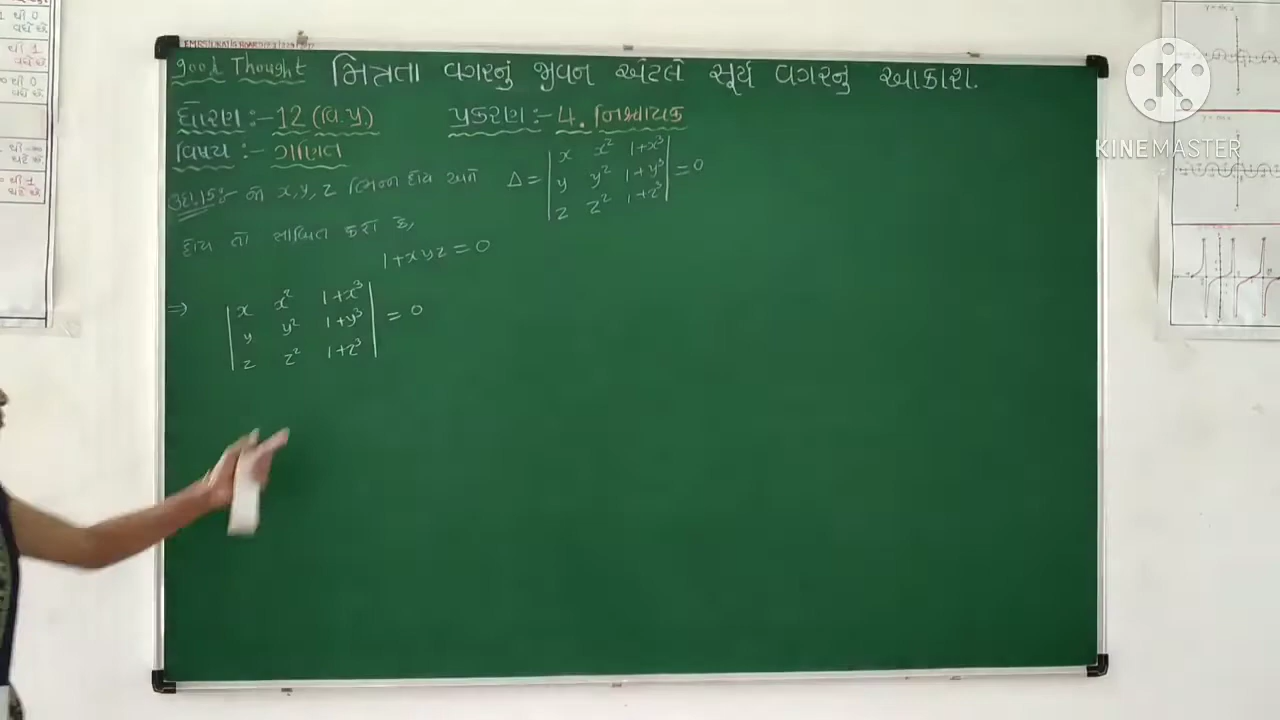 good Thought મિત્રતા વગરનું જીવન એટલે સૂર્ય વગરનું આકાશ.
ધોરણ :- 12 (વિ.પ્ર) પ્રકરણ :- 4. નિશ્ચાયક
વિષય :- ગણિત
ઉદા.15:- જો x, y, z ભિન્ન હોય અને Δ = | x x² 1+x³ | = 0
| y y² 1+y³ |
| z z² 1+z³ |
હોય તો સાબિત કરો કે,
1+xyz = 0
⇒ | x x² 1+x³ |
| y y² 1+y³ | = 0
| z z² 1+z³ |
KINEMASTER